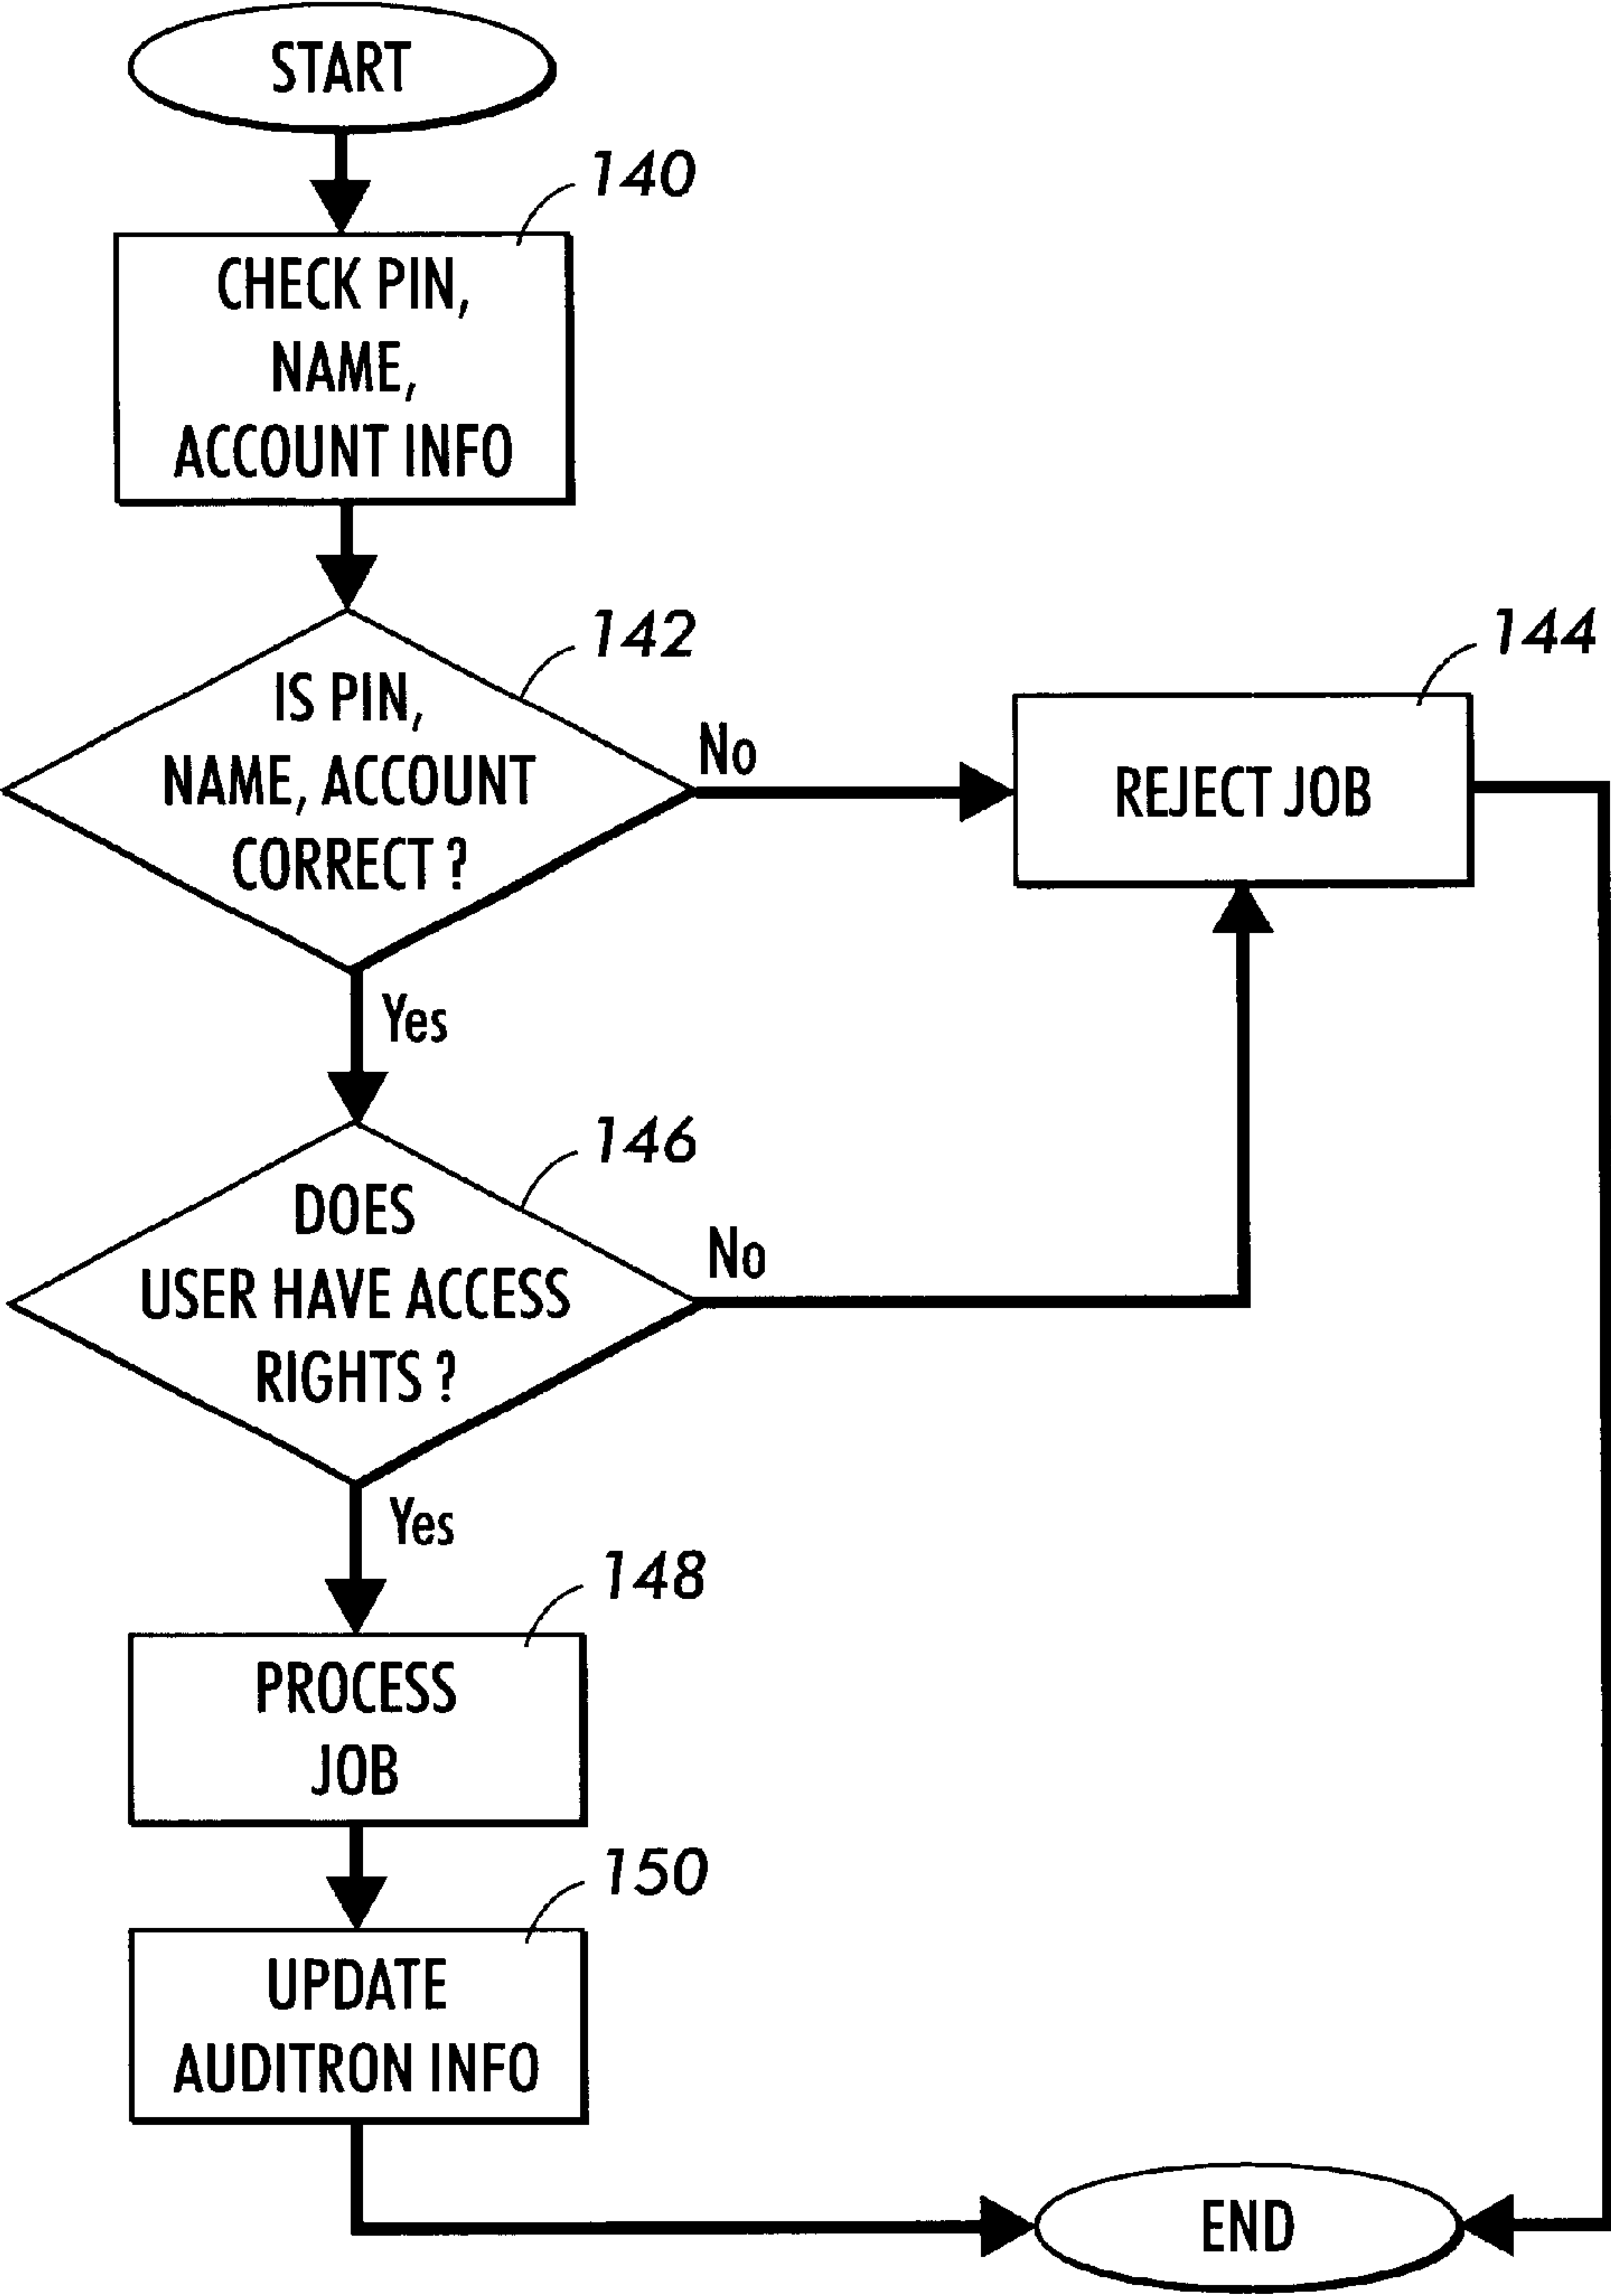 START
140
CHECK PIN,
NAME,
ACCOUNT INFO
142
IS PIN,
NAME, ACCOUNT
CORRECT ?
No
144
REJECT JOB
Yes
146
DOES
USER HAVE ACCESS
RIGHTS ?
No
Yes
148
PROCESS
JOB
150
UPDATE
AUDITRON INFO
END